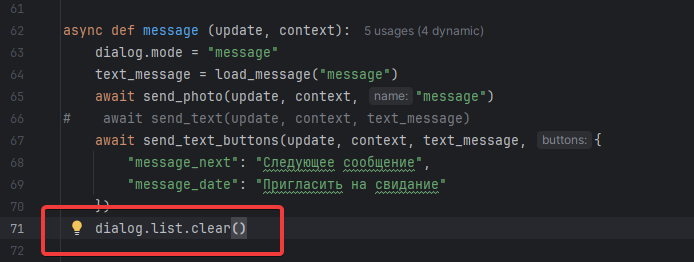 61
62 async def message (update, context): 5 usages (4 dynamic)
63 dialog.mode = "message"
64 text_message = load_message("message")
65 await send_photo(update, context, name: "message")
66 # await send_text(update, context, text_message)
67 await send_text_buttons(update, context, text_message, buttons: {
68 "message_next": "Следующее сообщение",
69 "message_date": "Пригласить на свидание"
70 })
71 dialog.list.clear()
72